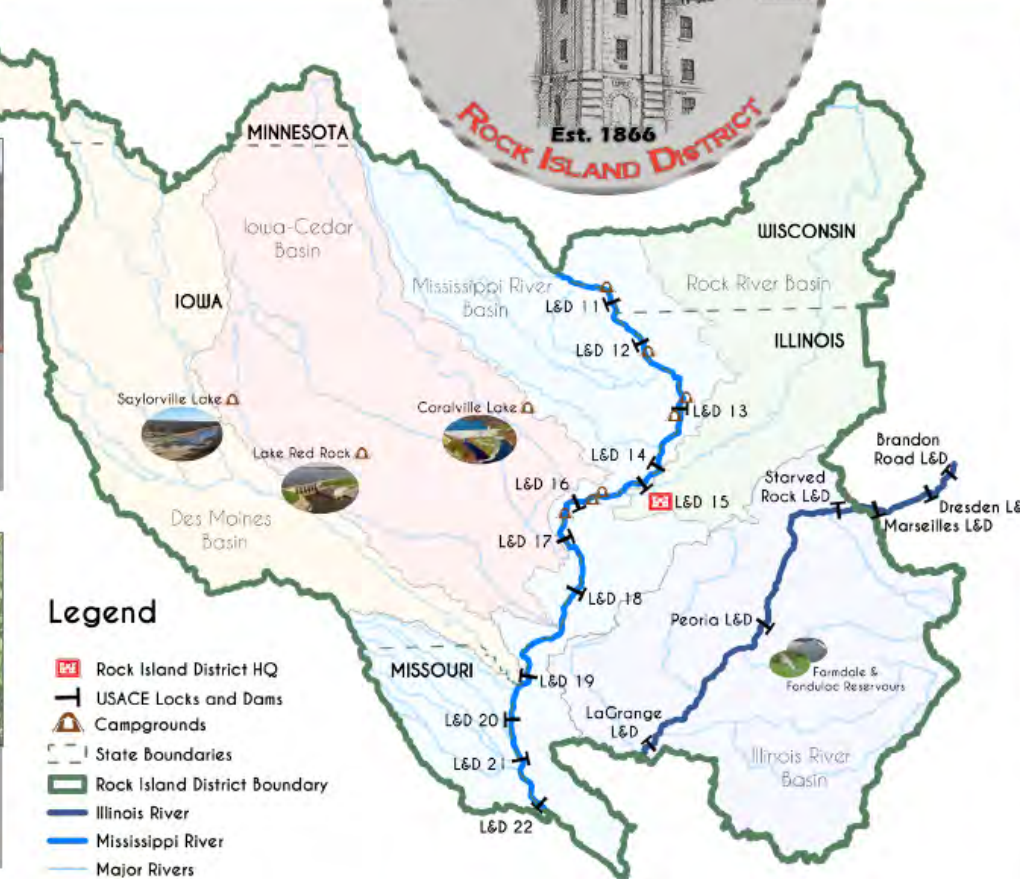 Est. 1866
ROCK ISLAND DISTRICT
MINNESOTA
WISCONSIN
Iowa-Cedar
Basin
Mississippi River
Basin
Rock River Basin
IOWA
L&D 11
ILLINOIS
L&D 12
Saylorville Lake
Coralville Lake
L&D 13
Lake Red Rock
L&D 14
Brandon
Road L&D
Starved
Rock L&D
L&D 16
L&D 15
Dresden L&
Marseilles L&D
Des Moines
Basin
L&D 17
L&D 18
Peoria L&D
Farmdale &
Fondulac Reservours
MISSOURI
L&D 19
LaGrange
L&D
L&D 20
Illinois River
Basin
L&D 21
L&D 22
Legend
Rock Island District HQ
USACE Locks and Dams
Campgrounds
State Boundaries
Rock Island District Boundary
Illinois River
Mississippi River
Major Rivers